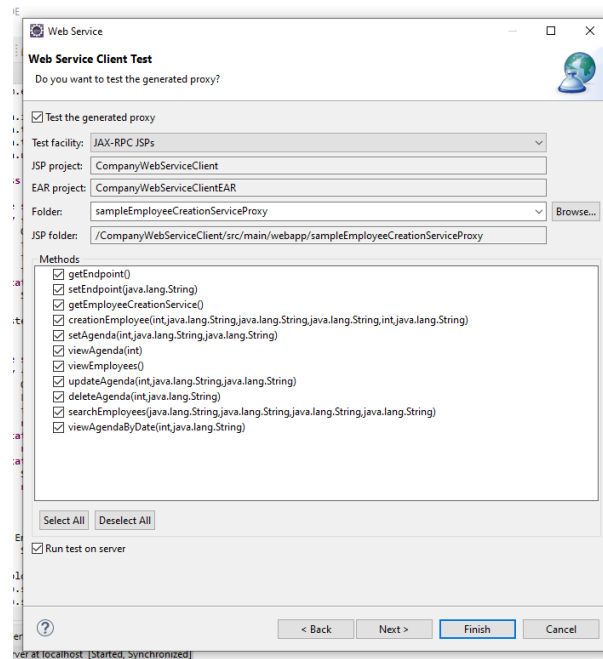 Web Service
Web Service Client Test
Do you want to test the generated proxy?
Test the generated proxy
Test facility: JAX-RPC JSPs
JSP project: CompanyWebServiceClient
EAR project: CompanyWebServiceClientEAR
Folder: sampleEmployeeCreationServiceProxy Browse...
JSP folder: /CompanyWebServiceClient/src/main/webapp/sampleEmployeeCreationServiceProxy
Methods
getEndpoint()
setEndpoint(java.lang.String)
getEmployeeCreationService()
creationEmployee(int,java.lang.String,java.lang.String,java.lang.String,int,java.lang.String)
setAgenda(int,java.lang.String,java.lang.String)
viewAgenda(int)
viewEmployees()
updateAgenda(int,java.lang.String,java.lang.String)
deleteAgenda(int,java.lang.String)
searchEmployees(java.lang.String,java.lang.String,java.lang.String,java.lang.String)
viewAgendaByDate(int,java.lang.String)
Select All Deselect All
Run test on server
? < Back Next > Finish Cancel
rver at localhost [Started, Synchronized]